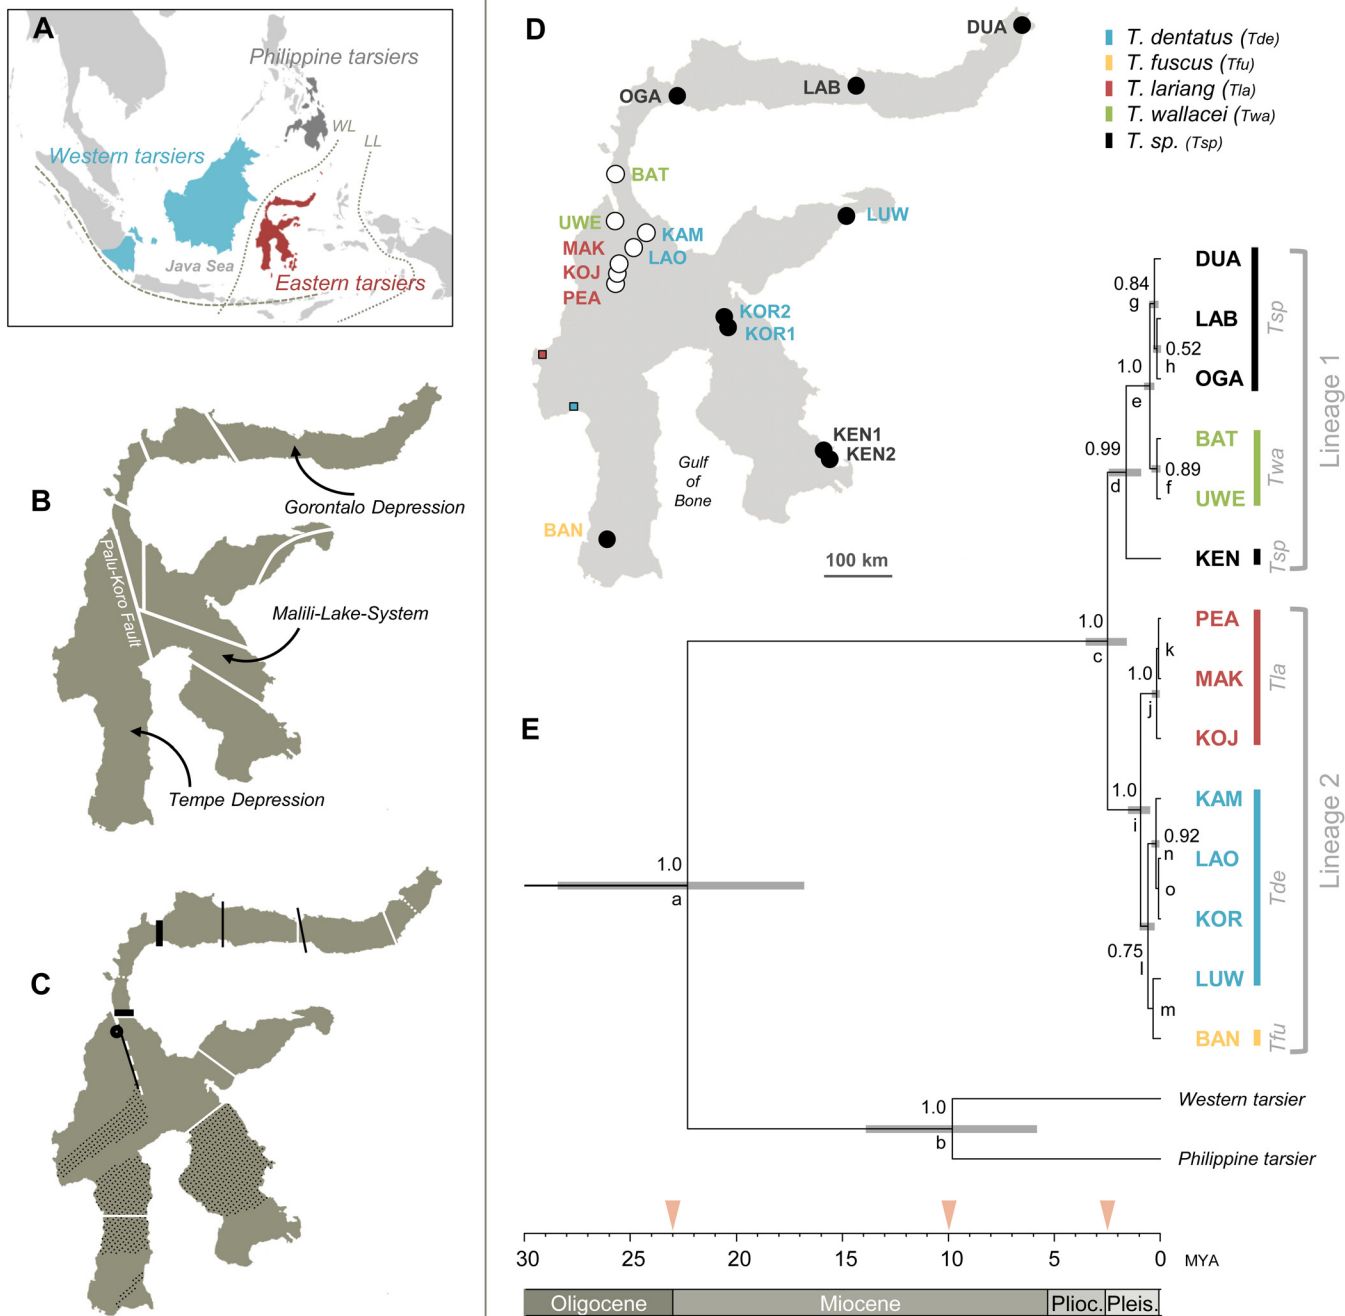 A
Philippine tarsiers
WL
LL
Western tarsiers
Java Sea
Eastern tarsiers
B
Gorontalo Depression
Palu-Koro Fault
Malili-Lake-System
Tempe Depression
C
D
DUA
LAB
OGA
BAT
UWE
KAM
MAK
LAO
KOJ
PEA
LUW
KOR2
KOR1
KEN1
KEN2
Gulf
of
Bone
BAN
100 km
T. dentatus (Tde)
T. fuscus (Tfu)
T. lariang (Tla)
T. wallacei (Twa)
T. sp. (Tsp)
E
DUA
0.84
g
LAB
Tsp
0.52
h
1.0
OGA
e
Lineage 1
BAT
0.99
0.89
Twa
d
f
UWE
KEN
Tsp
1.0
PEA
c
k
1.0
MAK
Tla
j
KOJ
1.0
KAM
i
0.92
n
LAO
o
Tde
Lineage 2
KOR
0.75
l
LUW
m
BAN
Tfu
1.0
a
Western tarsier
1.0
b
Philippine tarsier
30 25 20 15 10 5 0 MYA
Oligocene Miocene Plioc. Pleis.